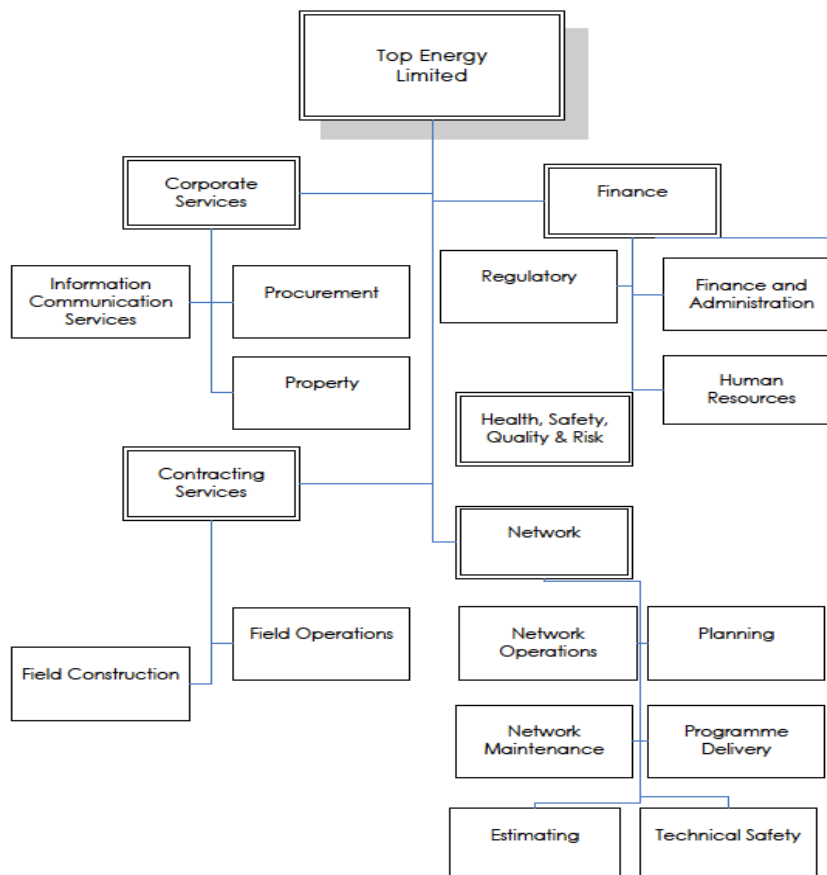 Top Energy
Limited
Corporate
Services
Finance
Information
Communication
Services
Procurement
Regulatory
Finance and
Administration
Property
Human
Resources
Health, Safety,
Quality & Risk
Contracting
Services
Network
Field Operations
Field Construction
Network
Operations
Planning
Network
Maintenance
Programme
Delivery
Estimating
Technical Safety